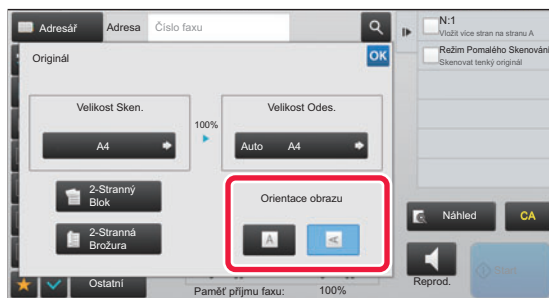 Adresář
Adresa
Číslo faxu
N:1
Vložit více stran na stranu A
Režim Pomalého Skenování
Skenovat tenký originál
Originál
OK
Velikost Sken.
100%
Velikost Odes.
A4
Auto A4
2-Stranný
Blok
2-Stranná
Brožura
Orientace obrazu
A
A
Náhled
CA
Start
Reprod.
Ostatní
Paměť příjmu faxu: 100%